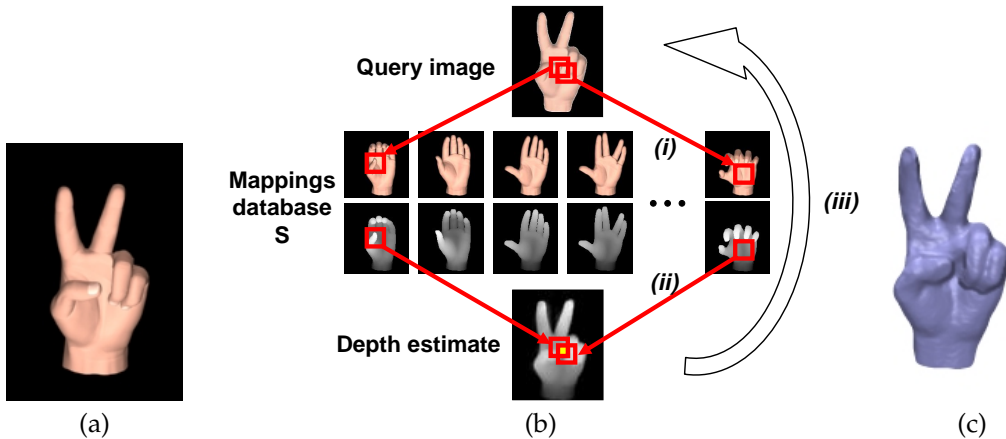 Query image
(i)
Mappings
database
S
(iii)
(ii)
Depth estimate
(a)
(b)
(c)